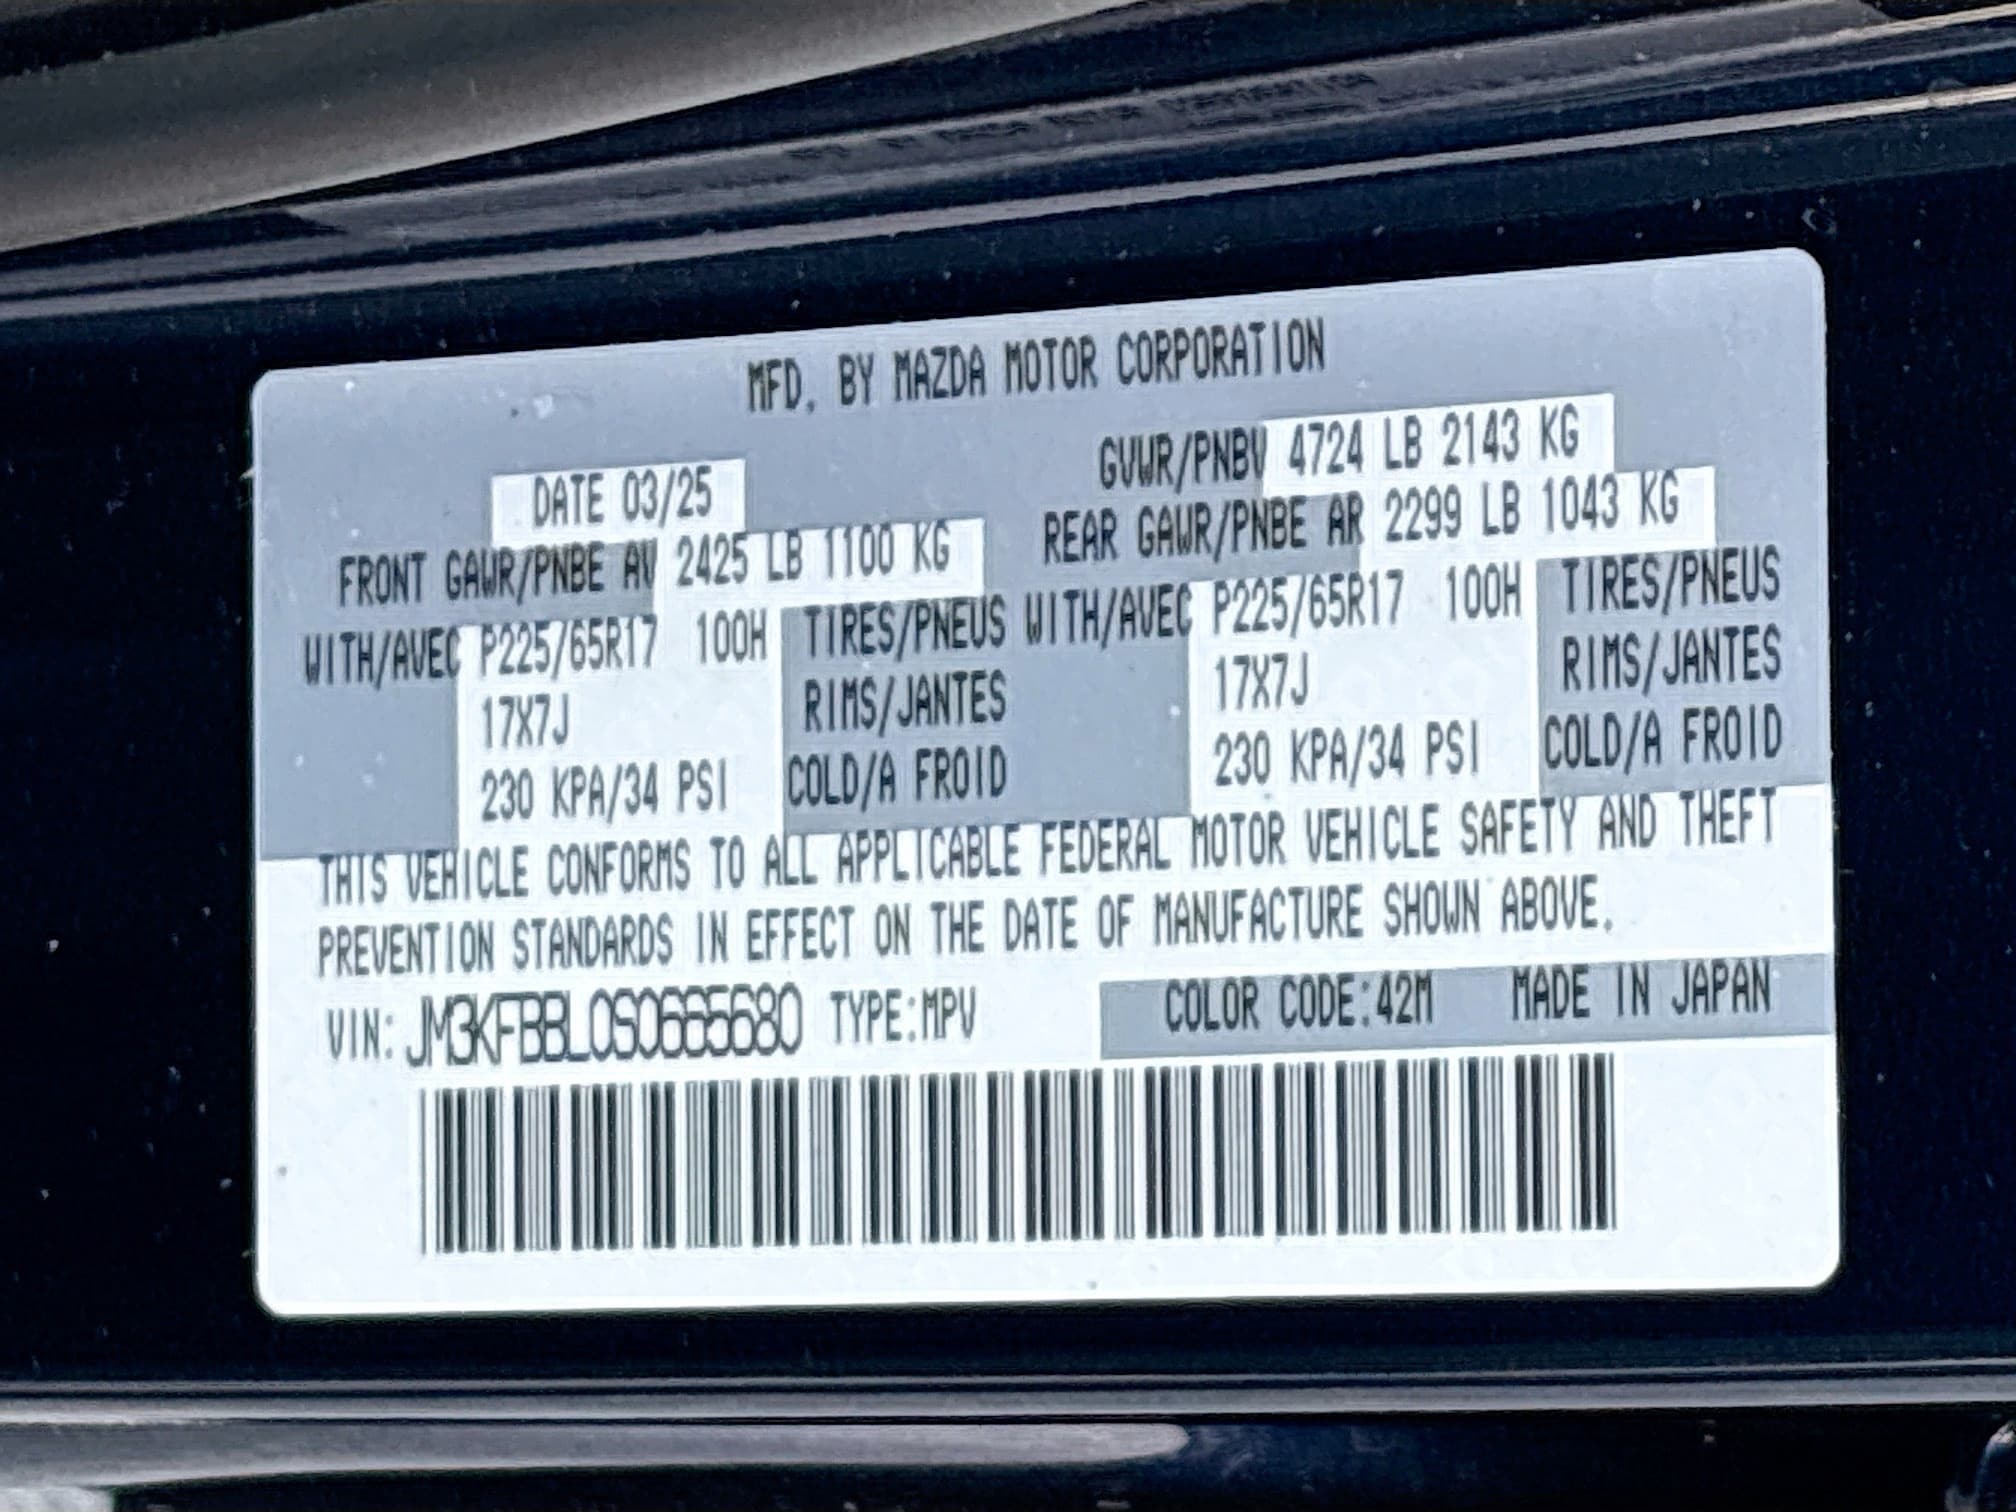 MFD. BY MAZDA MOTOR CORPORATION
GVWR/PNBV 4724 LB 2143 KG
DATE 03/25
FRONT GAWR/PNBE AV 2425 LB 1100 KG REAR GAWR/PNBE AR 2299 LB 1043 KG
WITH/AVEC P225/65R17 100H TIRES/PNEUS WITH/AVEC P225/65R17 100H TIRES/PNEUS
17X7J RIMS/JANTES 17X7J RIMS/JANTES
230 KPA/34 PSI COLD/A FROID 230 KPA/34 PSI COLD/A FROID
THIS VEHICLE CONFORMS TO ALL APPLICABLE FEDERAL MOTOR VEHICLE SAFETY AND THEFT
PREVENTION STANDARDS IN EFFECT ON THE DATE OF MANUFACTURE SHOWN ABOVE.
VIN: JM3KFBBL0S0665680 TYPE:MPV COLOR CODE:42M MADE IN JAPAN